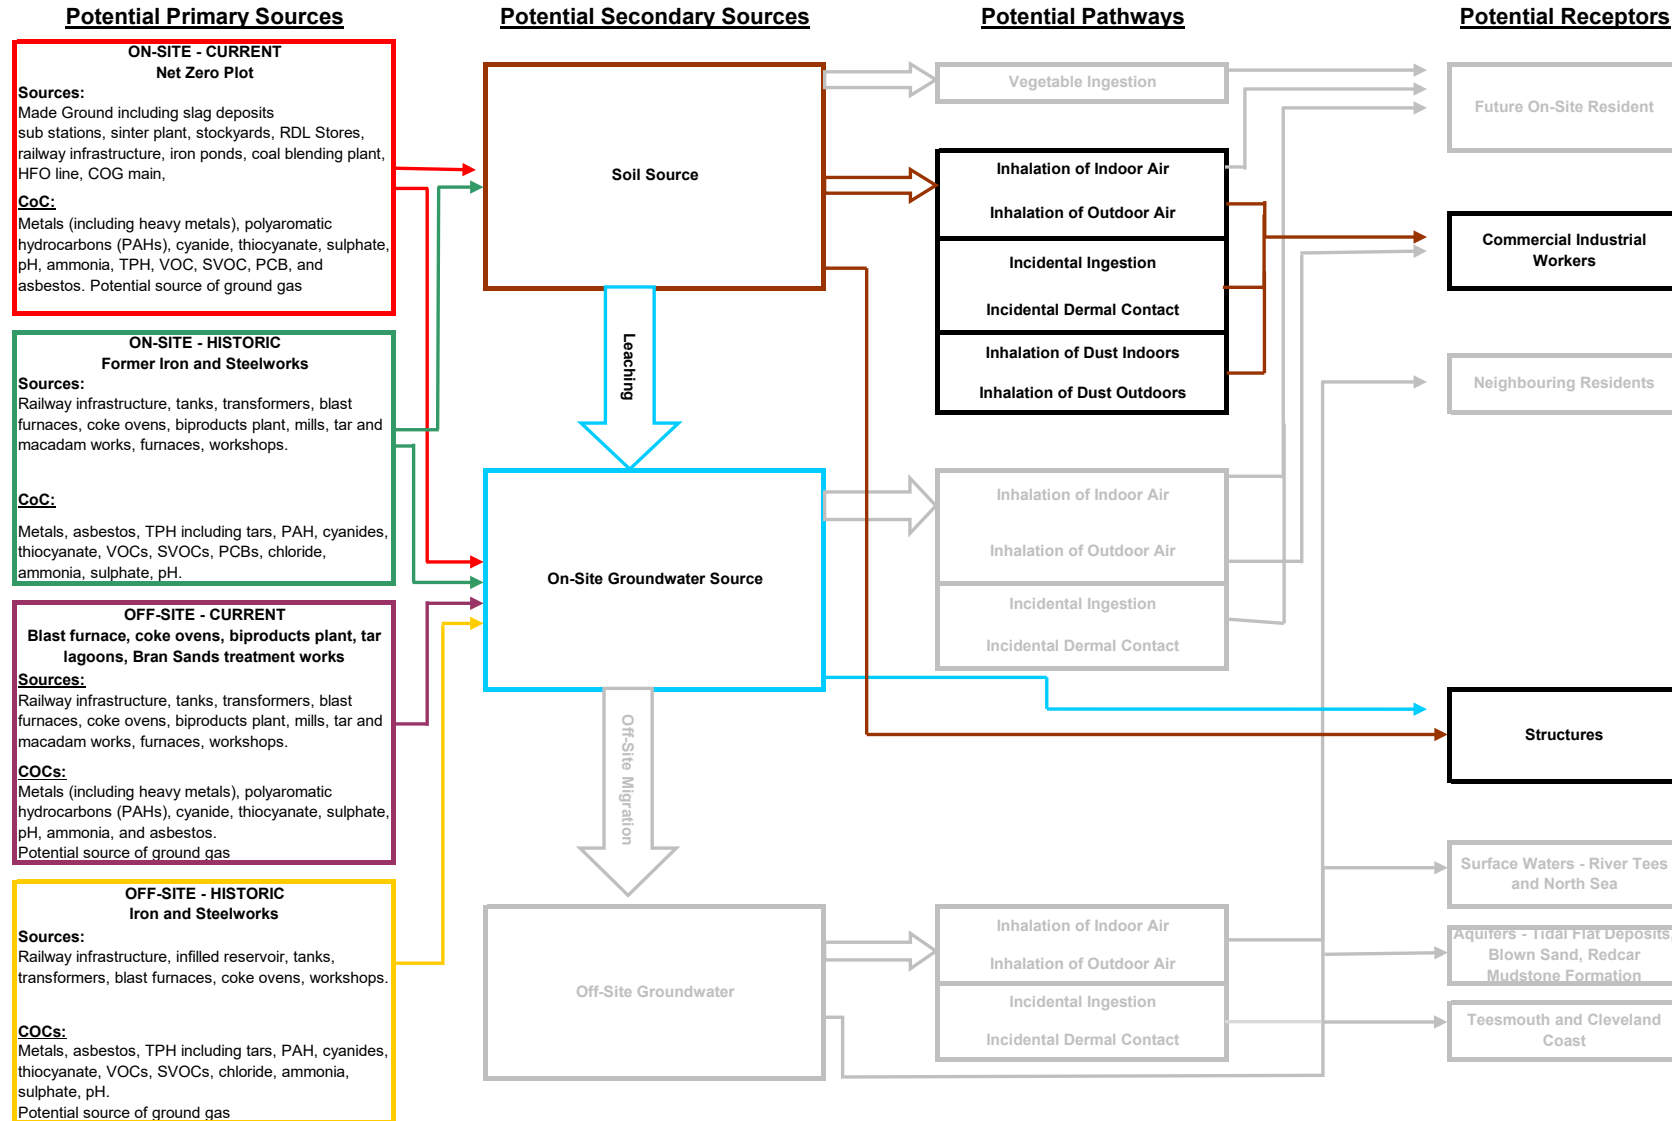 Potential Primary Sources
Potential Secondary Sources
Potential Pathways
Potential Receptors
ON-SITE - CURRENT
Net Zero Plot
Sources:
Made Ground including slag deposits
sub stations, sinter plant, stockyards, RDL Stores,
railway infrastructure, iron ponds, coal blending plant,
HFO line, COG main,
CoC:
Metals (including heavy metals), polyaromatic
hydrocarbons (PAHs), cyanide, thiocyanate, sulphate,
pH, ammonia, TPH, VOC, SVOC, PCB, and
asbestos. Potential source of ground gas
ON-SITE - HISTORIC
Former Iron and Steelworks
Sources:
Railway infrastructure, tanks, transformers, blast
furnaces, coke ovens, biproducts plant, mills, tar and
macadam works, furnaces, workshops.
CoC:
Metals, asbestos, TPH including tars, PAH, cyanides,
thiocyanate, VOCs, SVOCs, PCBs, chloride,
ammonia, sulphate, pH.
OFF-SITE - CURRENT
Blast furnace, coke ovens, biproducts plant, tar
lagoons, Bran Sands treatment works
Sources:
Railway infrastructure, tanks, transformers, blast
furnaces, coke ovens, biproducts plant, mills, tar and
macadam works, furnaces, workshops.
COCs:
Metals (including heavy metals), polyaromatic
hydrocarbons (PAHs), cyanide, thiocyanate, sulphate,
pH, ammonia, and asbestos.
Potential source of ground gas
OFF-SITE - HISTORIC
Iron and Steelworks
Sources:
Railway infrastructure, infilled reservoir, tanks,
transformers, blast furnaces, coke ovens, workshops.
COCs:
Metals, asbestos, TPH including tars, PAH, cyanides,
thiocyanate, VOCs, SVOCs, chloride, ammonia,
sulphate, pH.
Potential source of ground gas
Soil Source
Leaching
On-Site Groundwater Source
Off-Site Migration
Off-Site Groundwater
Vegetable Ingestion
Inhalation of Indoor Air
Inhalation of Outdoor Air
Incidental Ingestion
Incidental Dermal Contact
Inhalation of Dust Indoors
Inhalation of Dust Outdoors
Inhalation of Indoor Air
Inhalation of Outdoor Air
Incidental Ingestion
Incidental Dermal Contact
Inhalation of Indoor Air
Inhalation of Outdoor Air
Incidental Ingestion
Incidental Dermal Contact
Future On-Site Resident
Commercial Industrial
Workers
Neighbouring Residents
Structures
Surface Waters - River Tees
and North Sea
Aquifers - Tidal Flat Deposits,
Blown Sand, Redcar
Mudstone Formation
Teesmouth and Cleveland
Coast